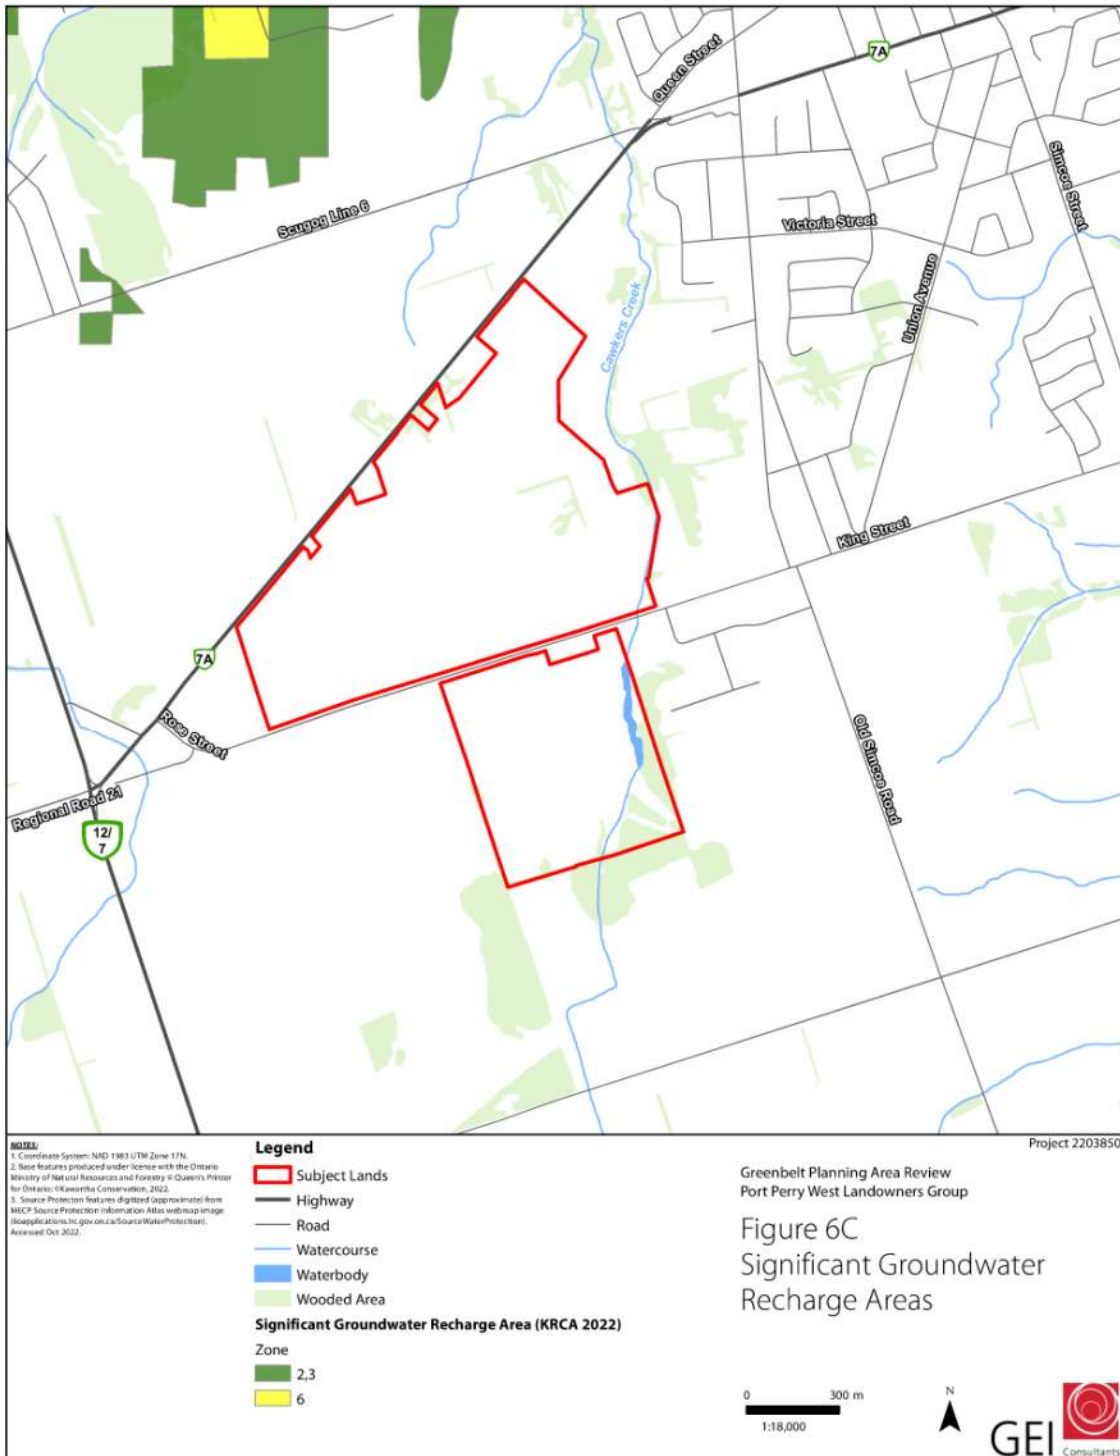 7A
Queen Street
Simcoe Street
Scugog Line 6
Victoria Street
Union Avenue
Cawkers Creek
King Street
7A
Rose Street
Old Simcoe Road
Regional Road 21
12/
7
NOTES:
1. Coordinate System: NAD 1983 UTM Zone 17N.
2. Base features produced under license with the Ontario
Ministry of Natural Resources and Forestry © Queen's Printer
for Ontario; ©Kawartha Conservation, 2022.
3. Source Protection features digitized (approximate) from
MECP Source Protection Information Atlas webmap image
(lioapplications.lrc.gov.on.ca/SourceWaterProtection).
Accessed Oct 2022.
Legend
Subject Lands
Highway
Road
Watercourse
Waterbody
Wooded Area
Significant Groundwater Recharge Area (KRCA 2022)
Zone
2,3
6
Project 2203850
Greenbelt Planning Area Review
Port Perry West Landowners Group
Figure 6C
Significant Groundwater
Recharge Areas
0 300 m
1:18,000
N
GEI
Consultants